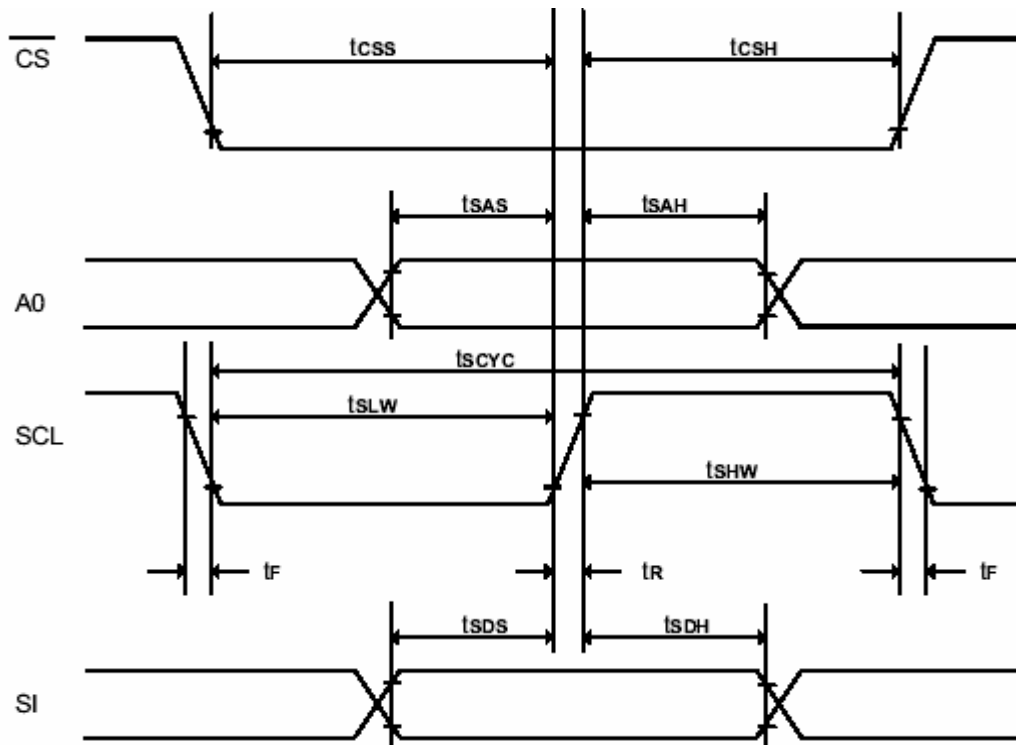 CS
tCSS
tCSH
tSAS
tSAH
A0
tSCYC
tSLW
SCL
tSHW
tF
tR
tF
tSDS
tSDH
SI